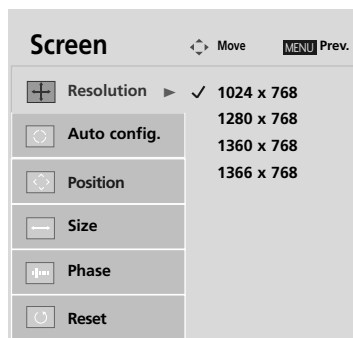 Screen Move MENU Prev.
Resolution ► ✓ 1024 x 768
1280 x 768
Auto config.
1360 x 768
1366 x 768
Position
Size
Phase
Reset